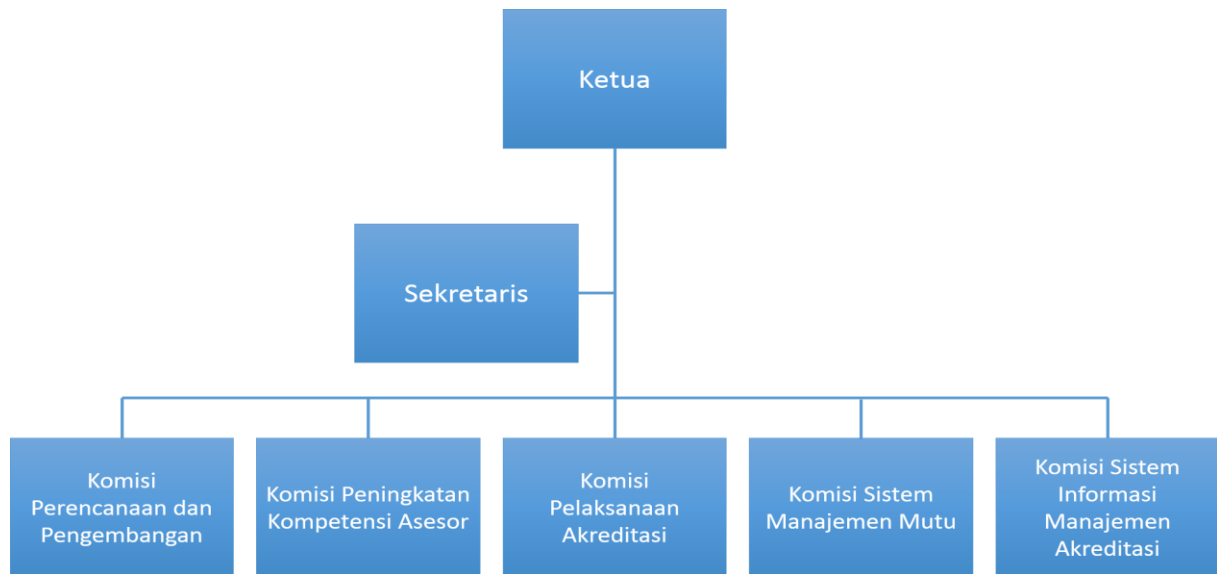 Ketua
Sekretaris
Komisi
Perencanaan dan
Pengembangan
Komisi Peningkatan
Kompetensi Asesor
Komisi
Pelaksanaan
Akreditasi
Komisi Sistem
Manajemen Mutu
Komisi Sistem
Informasi
Manajemen
Akreditasi